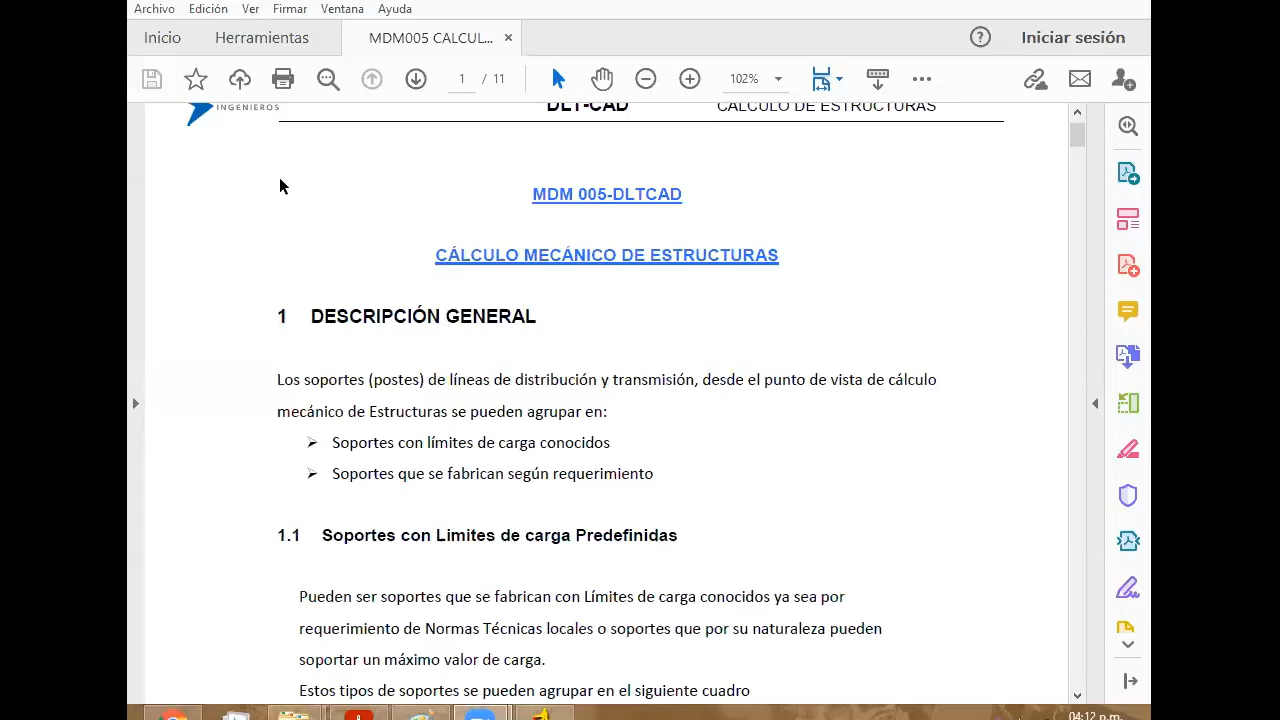 Archivo Edición Ver Firmar Ventana Ayuda
Inicio Herramientas MDM005 CALCUL... × Iniciar sesión
1 / 11 102%
INGENIEROS DLT-CAD CALCULO DE ESTRUCTURAS
MDM 005-DLTCAD
CÁLCULO MECÁNICO DE ESTRUCTURAS
1 DESCRIPCIÓN GENERAL
Los soportes (postes) de líneas de distribución y transmisión, desde el punto de vista de cálculo
mecánico de Estructuras se pueden agrupar en:
➢ Soportes con límites de carga conocidos
➢ Soportes que se fabrican según requerimiento
1.1 Soportes con Limites de carga Predefinidas
Pueden ser soportes que se fabrican con Límites de carga conocidos ya sea por
requerimiento de Normas Técnicas locales o soportes que por su naturaleza pueden
soportar un máximo valor de carga.
Estos tipos de soportes se pueden agrupar en el siguiente cuadro
04:12 p.m.